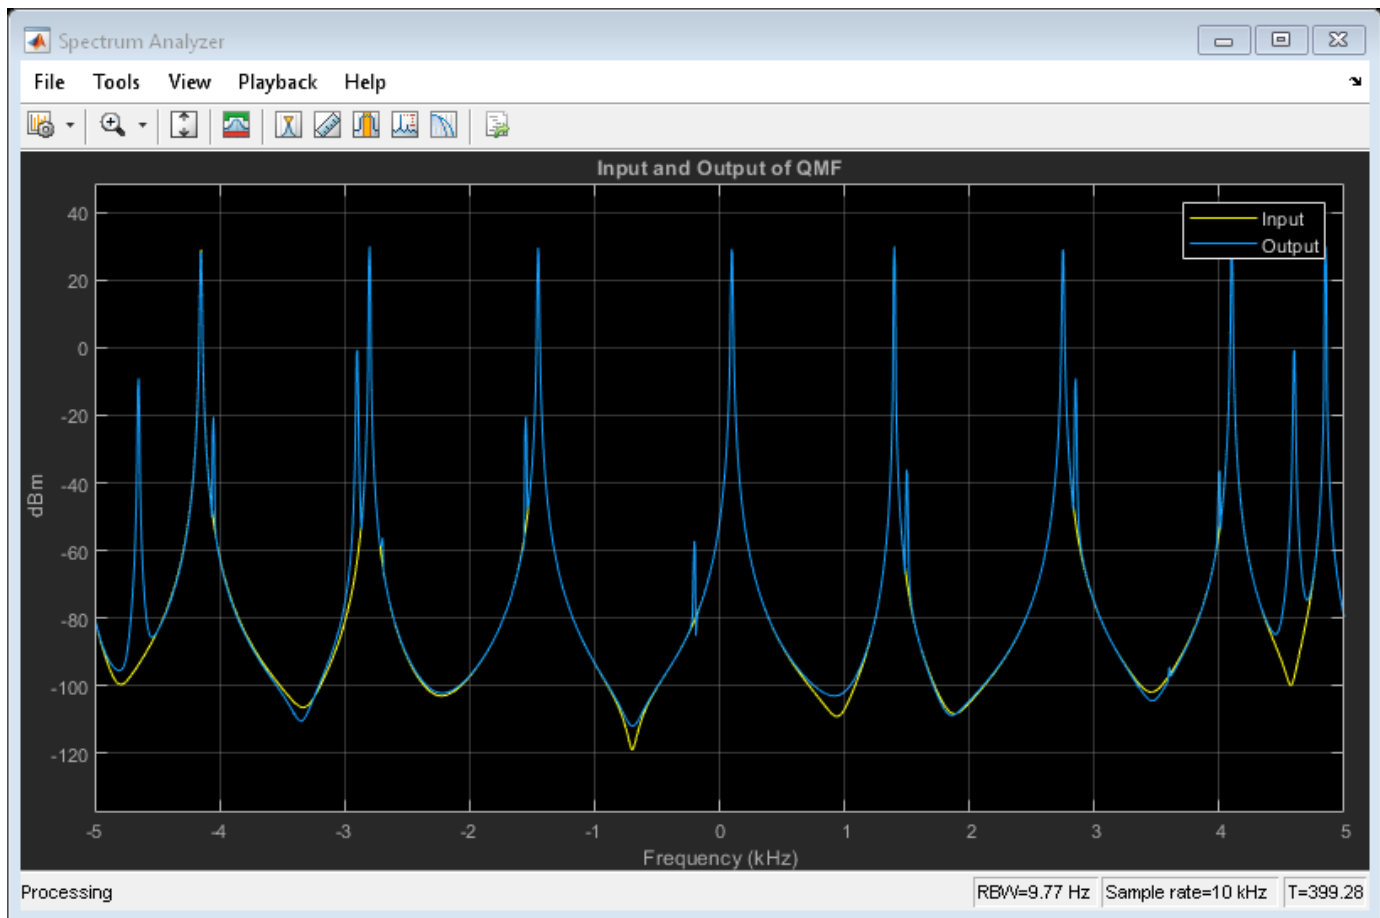 Spectrum Analyzer
File Tools View Playback Help
Input and Output of QMF
Input
Output
40
20
0
-20
-40
-60
-80
-100
-120
dBm
-5 -4 -3 -2 -1 0 1 2 3 4 5
Frequency (kHz)
Processing RBW=9.77 Hz Sample rate=10 kHz T=399.28